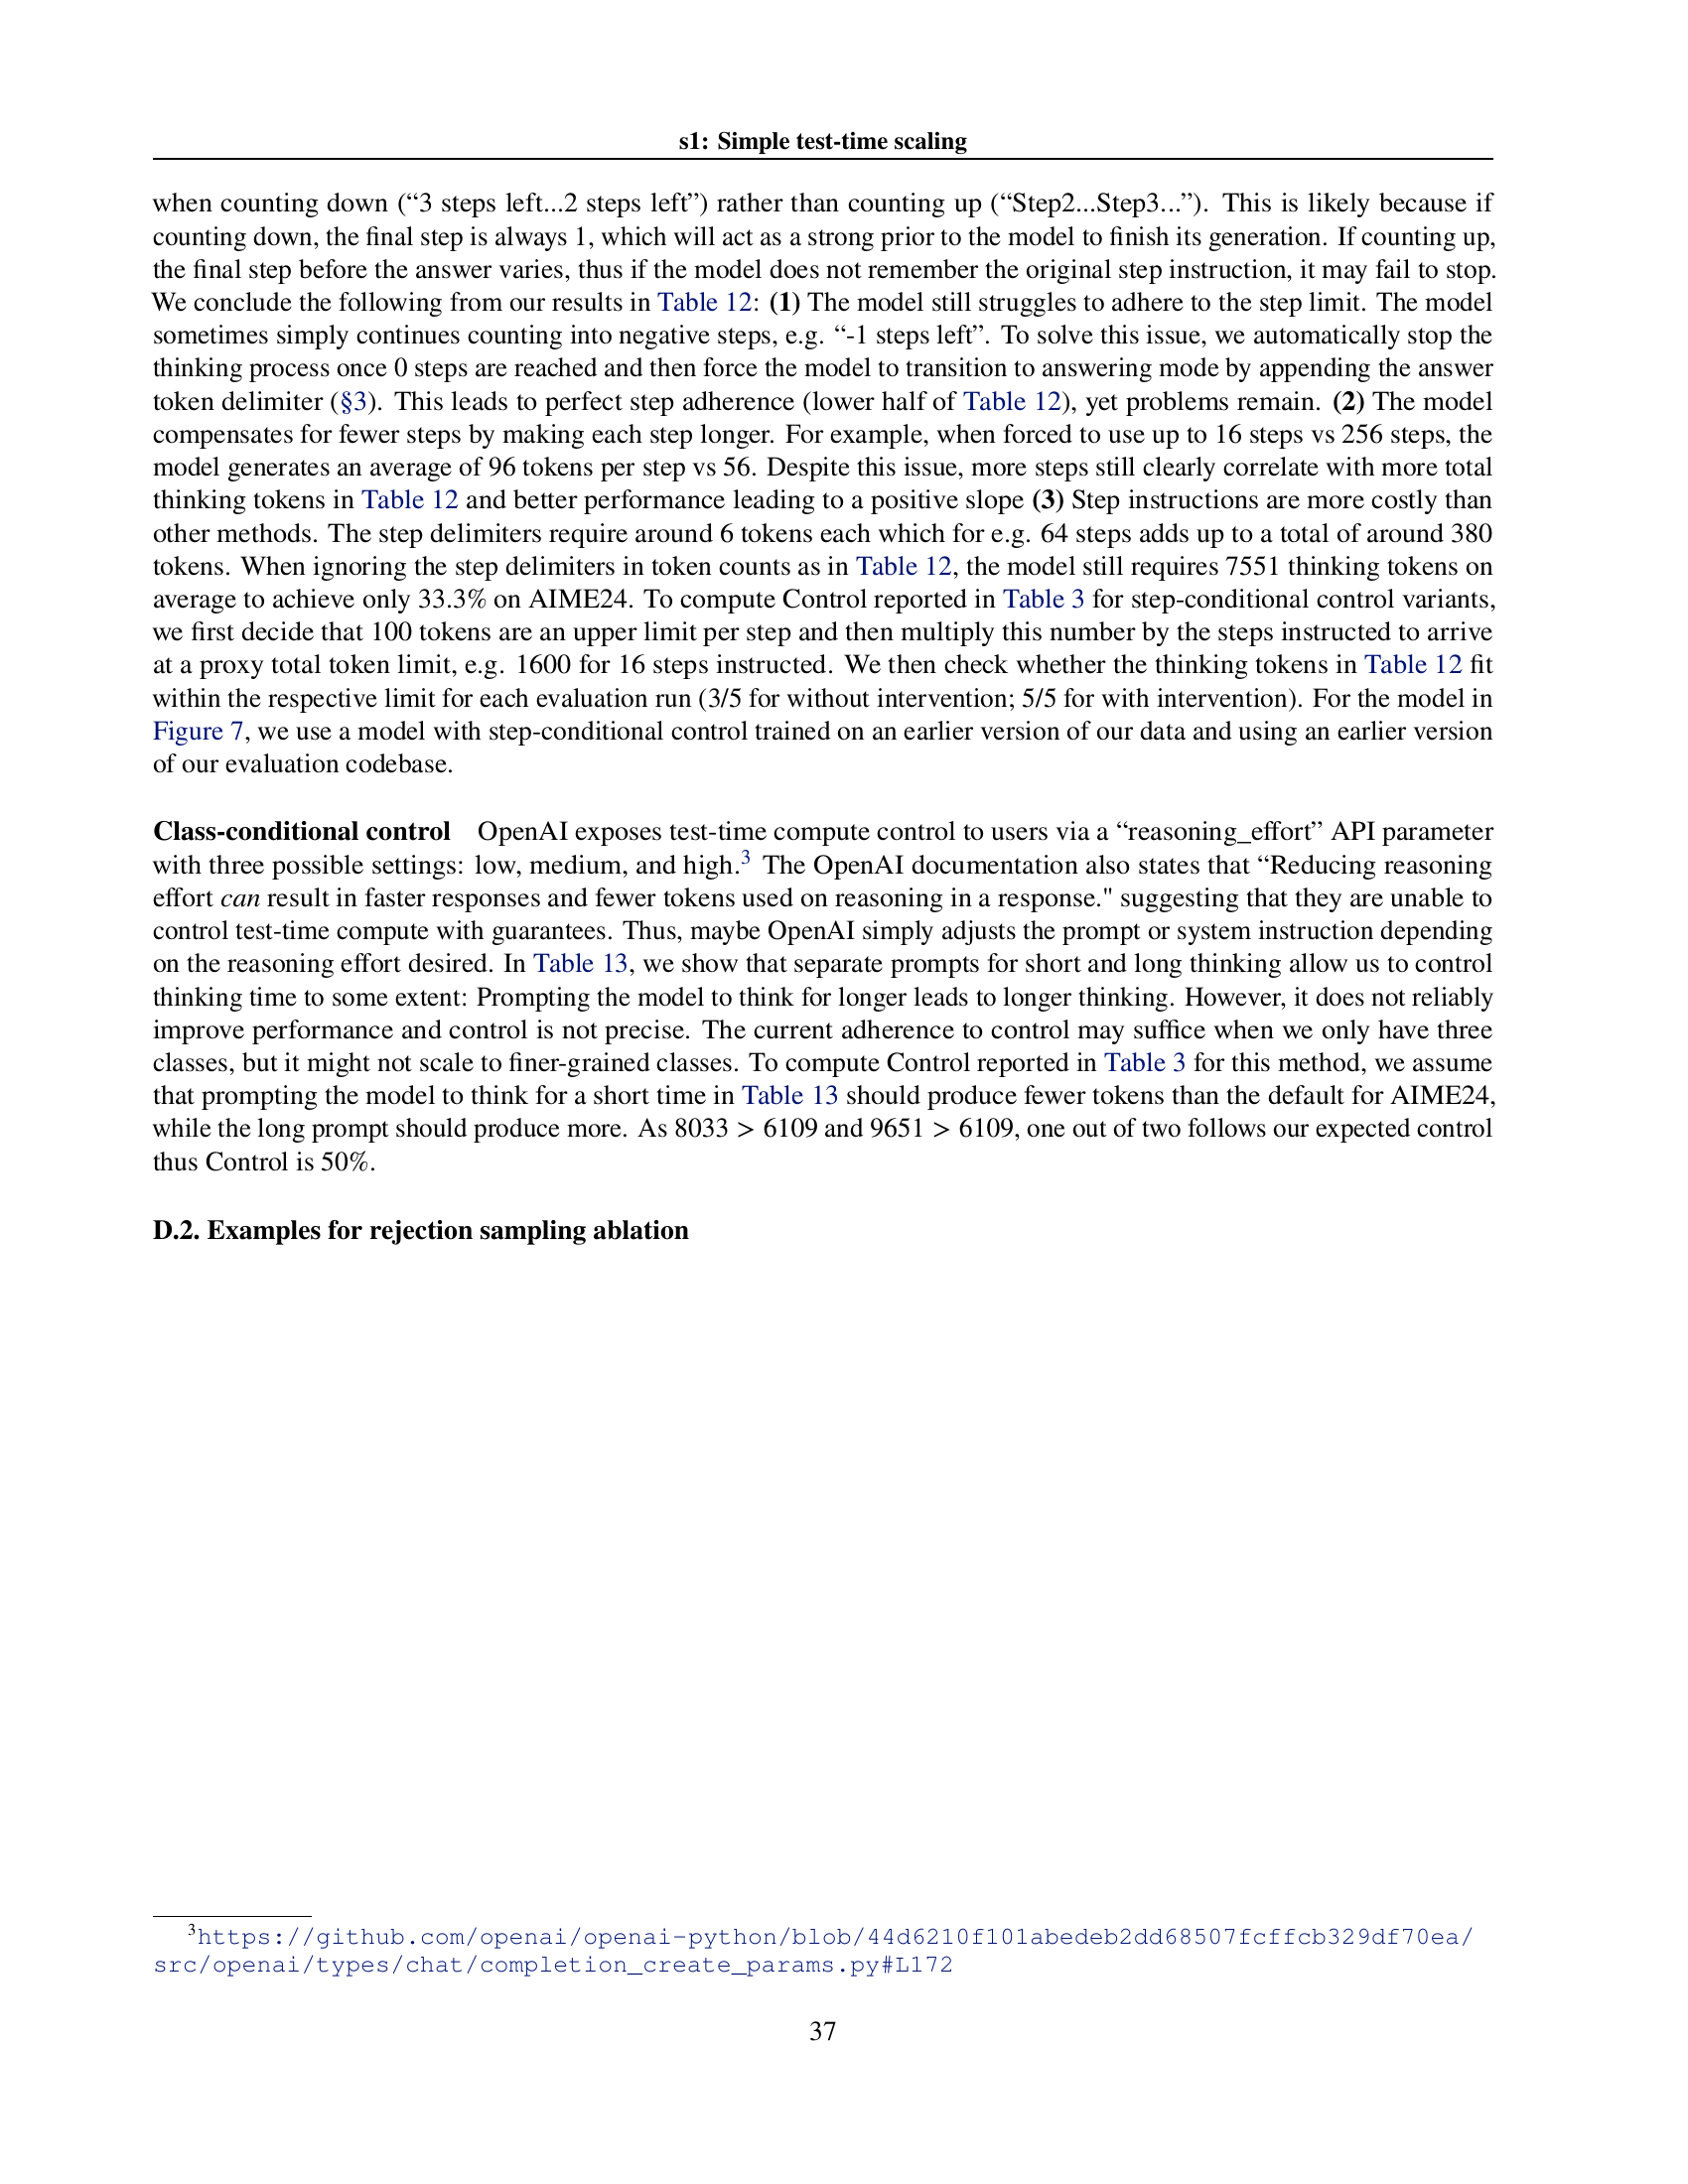 s1: Simple test-time scaling
when counting down (“3 steps left...2 steps left”) rather than counting up (“Step2...Step3...”). This is likely because if
counting down, the final step is always 1, which will act as a strong prior to the model to finish its generation. If counting up,
the final step before the answer varies, thus if the model does not remember the original step instruction, it may fail to stop.
We conclude the following from our results in Table 12: (1) The model still struggles to adhere to the step limit. The model
sometimes simply continues counting into negative steps, e.g. “-1 steps left”. To solve this issue, we automatically stop the
thinking process once 0 steps are reached and then force the model to transition to answering mode by appending the answer
token delimiter (§3). This leads to perfect step adherence (lower half of Table 12), yet problems remain. (2) The model
compensates for fewer steps by making each step longer. For example, when forced to use up to 16 steps vs 256 steps, the
model generates an average of 96 tokens per step vs 56. Despite this issue, more steps still clearly correlate with more total
thinking tokens in Table 12 and better performance leading to a positive slope (3) Step instructions are more costly than
other methods. The step delimiters require around 6 tokens each which for e.g. 64 steps adds up to a total of around 380
tokens. When ignoring the step delimiters in token counts as in Table 12, the model still requires 7551 thinking tokens on
average to achieve only 33.3% on AIME24. To compute Control reported in Table 3 for step-conditional control variants,
we first decide that 100 tokens are an upper limit per step and then multiply this number by the steps instructed to arrive
at a proxy total token limit, e.g. 1600 for 16 steps instructed. We then check whether the thinking tokens in Table 12 fit
within the respective limit for each evaluation run (3/5 for without intervention; 5/5 for with intervention). For the model in
Figure 7, we use a model with step-conditional control trained on an earlier version of our data and using an earlier version
of our evaluation codebase.
Class-conditional control OpenAI exposes test-time compute control to users via a “reasoning_effort” API parameter
with three possible settings: low, medium, and high.3 The OpenAI documentation also states that “Reducing reasoning
effort can result in faster responses and fewer tokens used on reasoning in a response." suggesting that they are unable to
control test-time compute with guarantees. Thus, maybe OpenAI simply adjusts the prompt or system instruction depending
on the reasoning effort desired. In Table 13, we show that separate prompts for short and long thinking allow us to control
thinking time to some extent: Prompting the model to think for longer leads to longer thinking. However, it does not reliably
improve performance and control is not precise. The current adherence to control may suffice when we only have three
classes, but it might not scale to finer-grained classes. To compute Control reported in Table 3 for this method, we assume
that prompting the model to think for a short time in Table 13 should produce fewer tokens than the default for AIME24,
while the long prompt should produce more. As 8033 > 6109 and 9651 > 6109, one out of two follows our expected control
thus Control is 50%.
D.2. Examples for rejection sampling ablation
3https://github.com/openai/openai-python/blob/44d6210f101abedeb2dd68507fcffcb329df70ea/
src/openai/types/chat/completion_create_params.py#L172
37